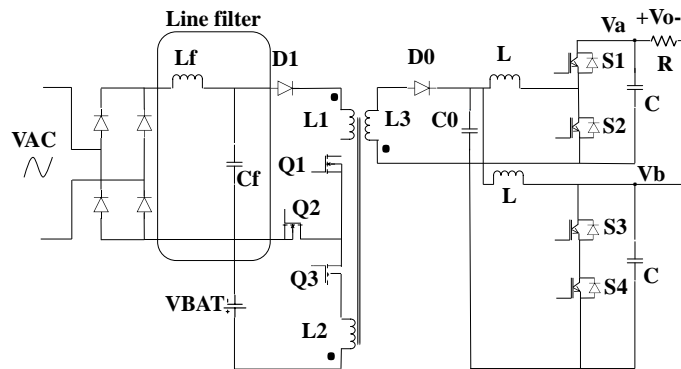 Line filter
Va
+Vo-
Lf
D1
D0
L
S1
R
VAC
L1
L3
C0
C
Q1
S2
Cf
Vb
Q2
L
S3
Q3
C
VBAT
S4
L2